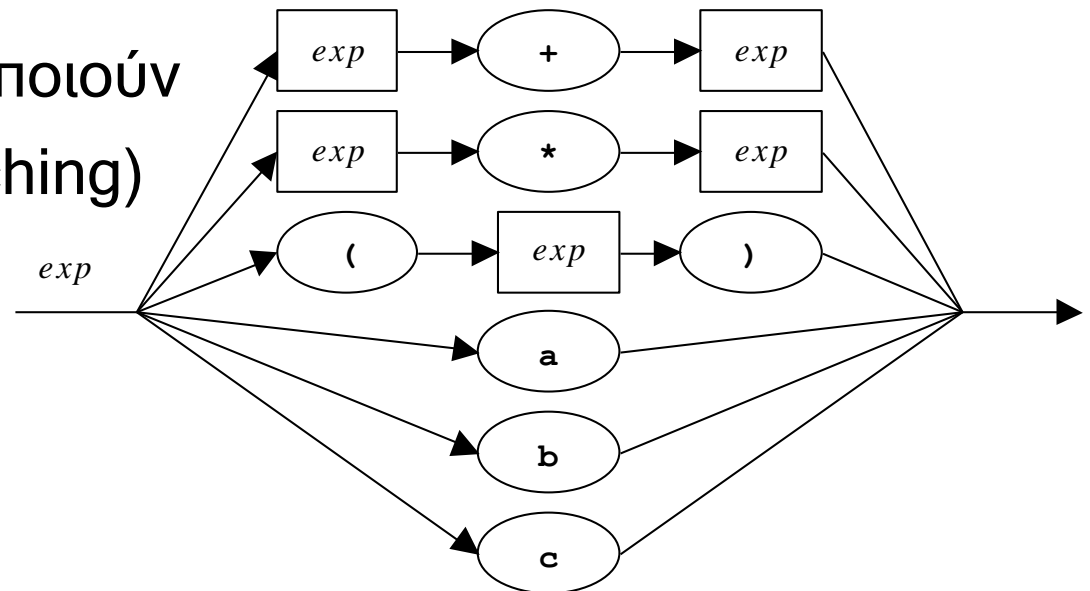 exp + exp
ποιούν
exp * exp
hing)
( exp )
exp
a
b
c